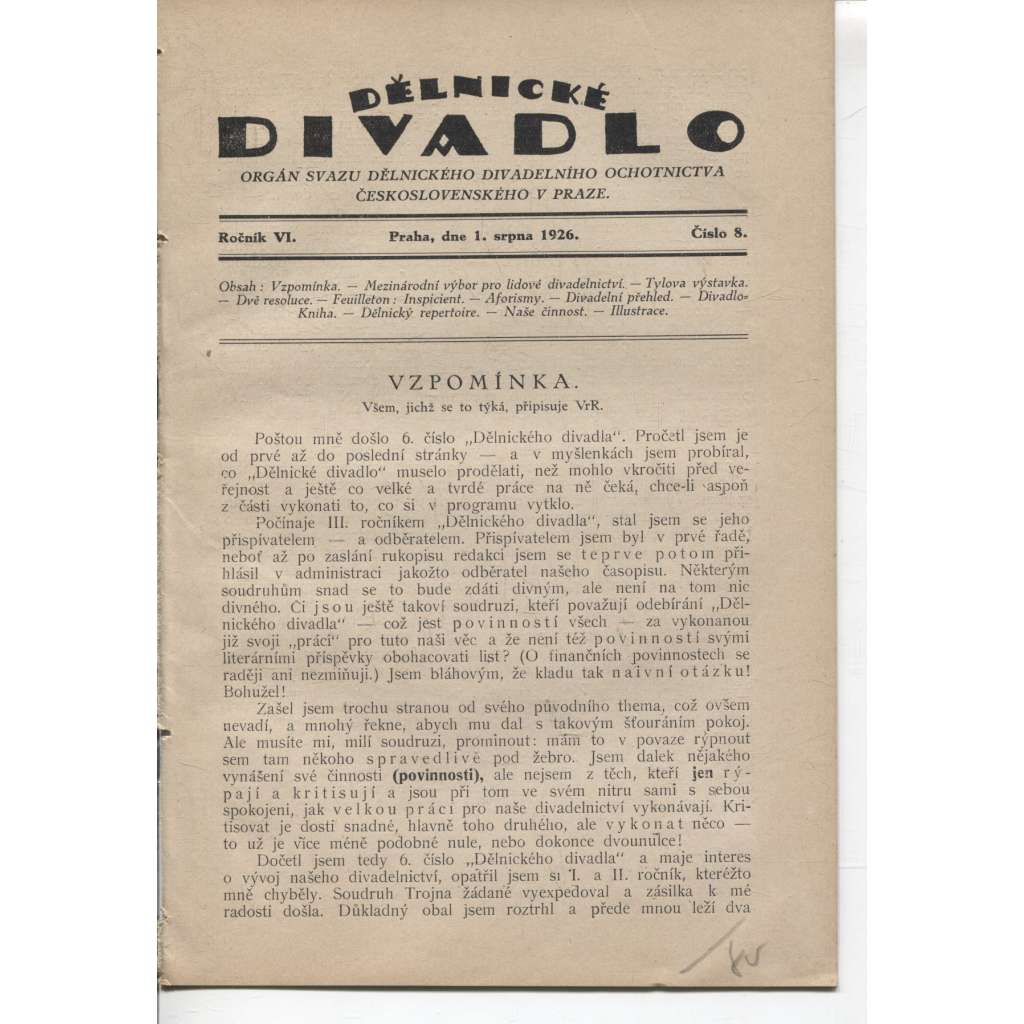 DĚLNICKÉ
DIVADLO
ORGÁN SVAZU DĚLNICKÉHO DIVADELNÍHO OCHOTNICTVA
ČESKOSLOVENSKÉHO V PRAZE.
Ročník VI. Praha, dne 1. srpna 1926. Číslo 8.
Obsah: Vzpomínka. — Mezinárodní výbor pro lidové divadelnictví. — Tylova výstavka.
— Dvě resoluce. — Feuilleton: Inspicient. — Aforismy. — Divadelní přehled. — Divadlo-
Kniha. — Dělnický repertoire. — Naše činnost. — Illustrace.
VZPOMÍNKA.
Všem, jichž se to týká, připisuje VrR.
Poštou mně došlo 6. číslo „Dělnického divadla“. Pročetl jsem je
od prvé až do poslední stránky — a v myšlenkách jsem probíral,
co „Dělnické divadlo“ muselo prodělati, než mohlo vkročiti před ve-
řejnost a ještě co velké a tvrdé práce na ně čeká, chce-li aspoň
z části vykonati to, co si v programu vytklo.
Počínaje III. ročníkem „Dělnického divadla“, stal jsem se jeho
přispívatelem — a odběratelem. Přispívatelem jsem byl v prvé řadě,
neboť až po zaslání rukopisu redakci jsem se teprve potom při-
hlásil v administraci jakožto odběratel našeho časopisu. Některým
soudruhům snad se to bude zdáti divným, ale není na tom nic
divného. Či jsou ještě takoví soudruzi, kteří považují odebírání „Děl-
nického divadla“ — což jest povinností všech — za vykonanou
již svoji „práci“ pro tuto naši věc a že není též povinností svými
literárními příspěvky obohacovati list? (O finančních povinnostech se
raději ani nezmiňuji.) Jsem bláhovým, že kladu tak naivní otázku!
Bohužel!
Zašel jsem trochu stranou od svého původního thema, což ovšem
nevadí, a mnohý řekne, abych mu dal s takovým šťouráním pokoj.
Ale musíte mi, milí soudruzi, prominout: mám to v povaze rýpnout
sem tam někoho spravedlivě pod žebro. Jsem dalek nějakého
vynášení své činnosti (povinnosti), ale nejsem z těch, kteří jen rý-
pají a kritisují a jsou při tom ve svém nitru sami s sebou
spokojeni, jak velkou práci pro naše divadelnictví vykonávají. Kri-
tisovat je dosti snadné, hlavně toho druhého, ale vykonat něco —
to už je více méně podobné nule, nebo dokonce dvounulce!
Dočetl jsem tedy 6. číslo „Dělnického divadla“ a maje interes
o vývoj našeho divadelnictví, opatřil jsem si I. a II. ročník, kteréžto
mně chyběly. Soudruh Trojna žádané vyexpedoval a zásilka k mé
radosti došla. Důkladný obal jsem roztrhl a přede mnou leží dva